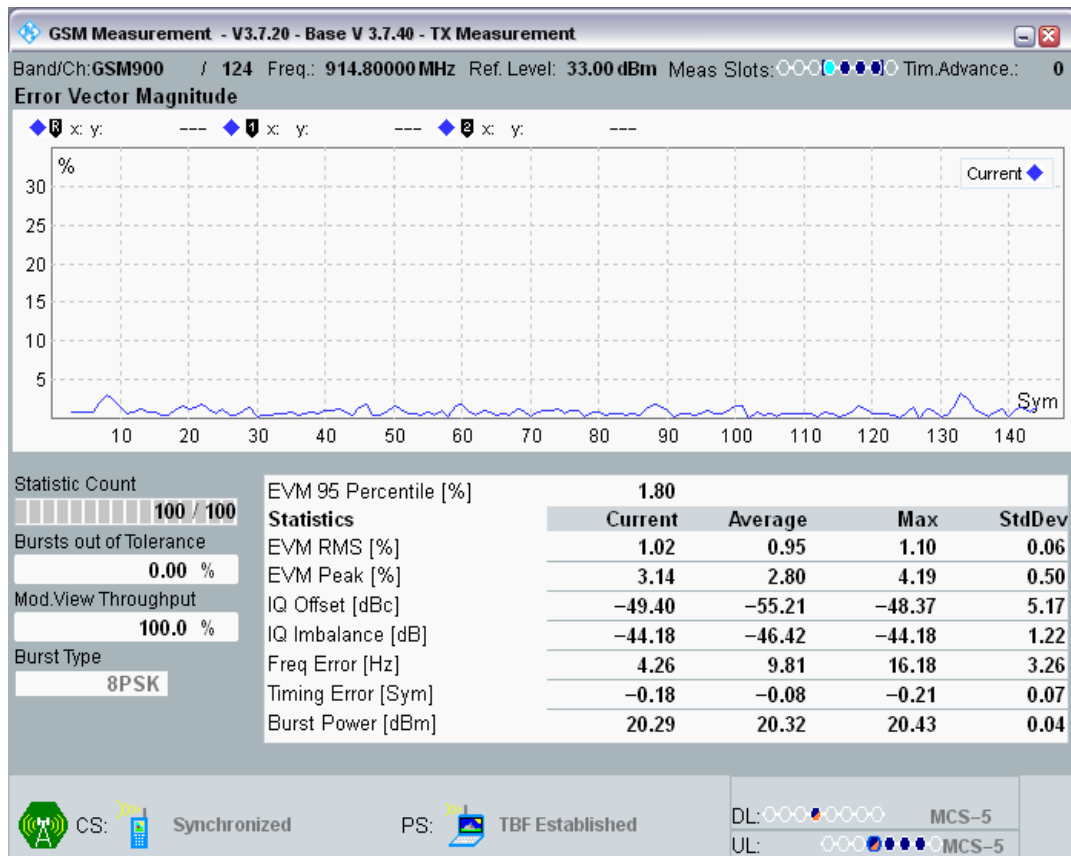 GSM Measurement - V3.7.20 - Base V 3.7.40 - TX Measurement
Band/Ch:GSM900 / 124 Freq.: 914.80000 MHz Ref. Level: 33.00 dBm Meas Slots: Tim.Advance.: 0
Error Vector Magnitude
R x: y: --- 1 x: y: --- 2 x: y: ---
%
Current
30
25
20
15
10
5
Sym
10 20 30 40 50 60 70 80 90 100 110 120 130 140
Statistic Count
100 / 100
Bursts out of Tolerance
0.00 %
Mod.View Throughput
100.0 %
Burst Type
8PSK
EVM 95 Percentile [%] 1.80
Statistics Current Average Max StdDev
EVM RMS [%] 1.02 0.95 1.10 0.06
EVM Peak [%] 3.14 2.80 4.19 0.50
IQ Offset [dBc] −49.40 −55.21 −48.37 5.17
IQ Imbalance [dB] −44.18 −46.42 −44.18 1.22
Freq Error [Hz] 4.26 9.81 16.18 3.26
Timing Error [Sym] −0.18 −0.08 −0.21 0.07
Burst Power [dBm] 20.29 20.32 20.43 0.04
CS: Synchronized PS: TBF Established
DL: MCS−5
UL: MCS−5